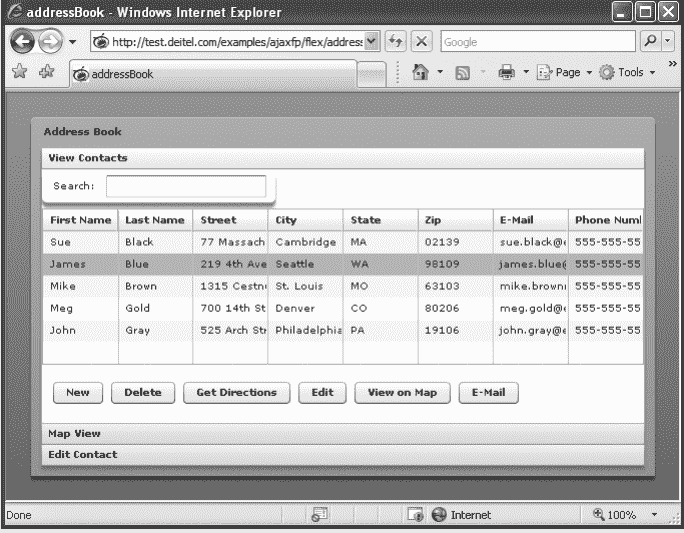 addressBook - Windows Internet Explorer
http://test.deitel.com/examples/ajaxfp/flex/address
Google
addressBook
Page
Tools
»
Address Book
View Contacts
Search:
First Name Last Name Street City State Zip E-Mail Phone Numl
Sue Black 77 Massach Cambridge MA 02139 sue.black@ 555-555-55
James Blue 219 4th Ave Seattle WA 98109 james.blue@ 555-555-55
Mike Brown 1315 Cestnu St. Louis MO 63103 mike.brown 555-555-55
Meg Gold 700 14th St Denver CO 80206 meg.gold@ 555-555-55
John Gray 525 Arch Str Philadelphia PA 19106 john.gray@ 555-555-55
New Delete Get Directions Edit View on Map E-Mail
Map View
Edit Contact
Done Internet 100%